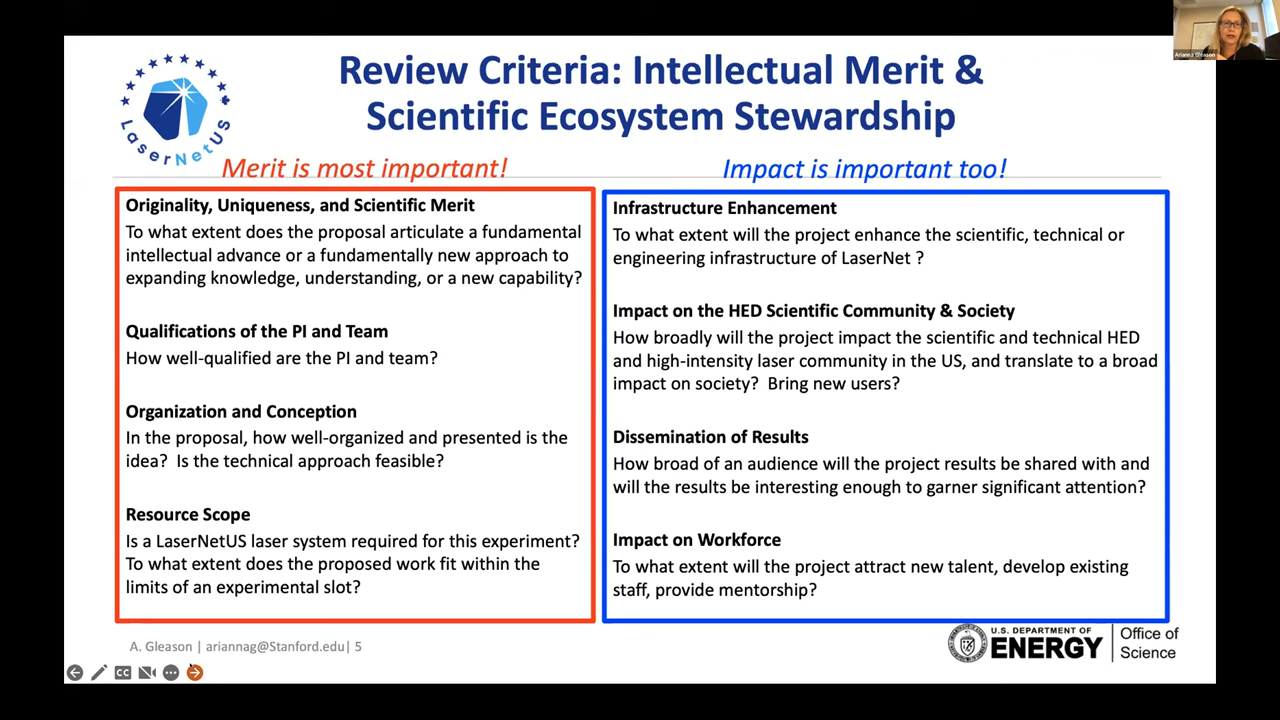 Arianna Gleason
LaserNetUS
Review Criteria: Intellectual Merit &
Scientific Ecosystem Stewardship
Merit is most important!
Originality, Uniqueness, and Scientific Merit
To what extent does the proposal articulate a fundamental
intellectual advance or a fundamentally new approach to
expanding knowledge, understanding, or a new capability?
Qualifications of the PI and Team
How well-qualified are the PI and team?
Organization and Conception
In the proposal, how well-organized and presented is the
idea? Is the technical approach feasible?
Resource Scope
Is a LaserNetUS laser system required for this experiment?
To what extent does the proposed work fit within the
limits of an experimental slot?
Impact is important too!
Infrastructure Enhancement
To what extent will the project enhance the scientific, technical or
engineering infrastructure of LaserNet ?
Impact on the HED Scientific Community & Society
How broadly will the project impact the scientific and technical HED
and high-intensity laser community in the US, and translate to a broad
impact on society? Bring new users?
Dissemination of Results
How broad of an audience will the project results be shared with and
will the results be interesting enough to garner significant attention?
Impact on Workforce
To what extent will the project attract new talent, develop existing
staff, provide mentorship?
A. Gleason | ariannag@Stanford.edu| 5
U.S. DEPARTMENT OF
ENERGY
Office of
Science
CC